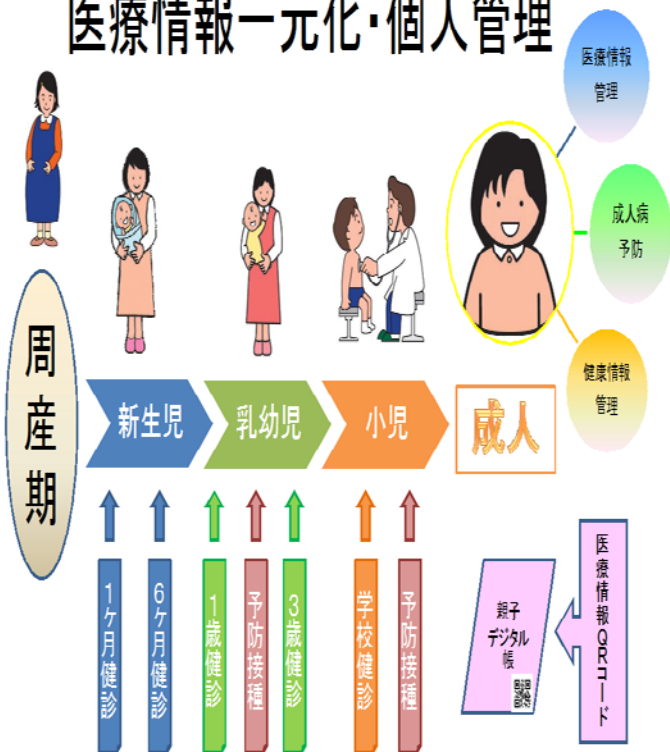 医療情報一元化・個人管理
医療情報
管理
成人病
予防
健康情報
管理
周産期
新生児
乳幼児
小児
成人
1ヶ月健診
6ヶ月健診
1歳健診
予防接種
3歳健診
学校健診
予防接種
親子
デジタル
帳
医療情報QRコード